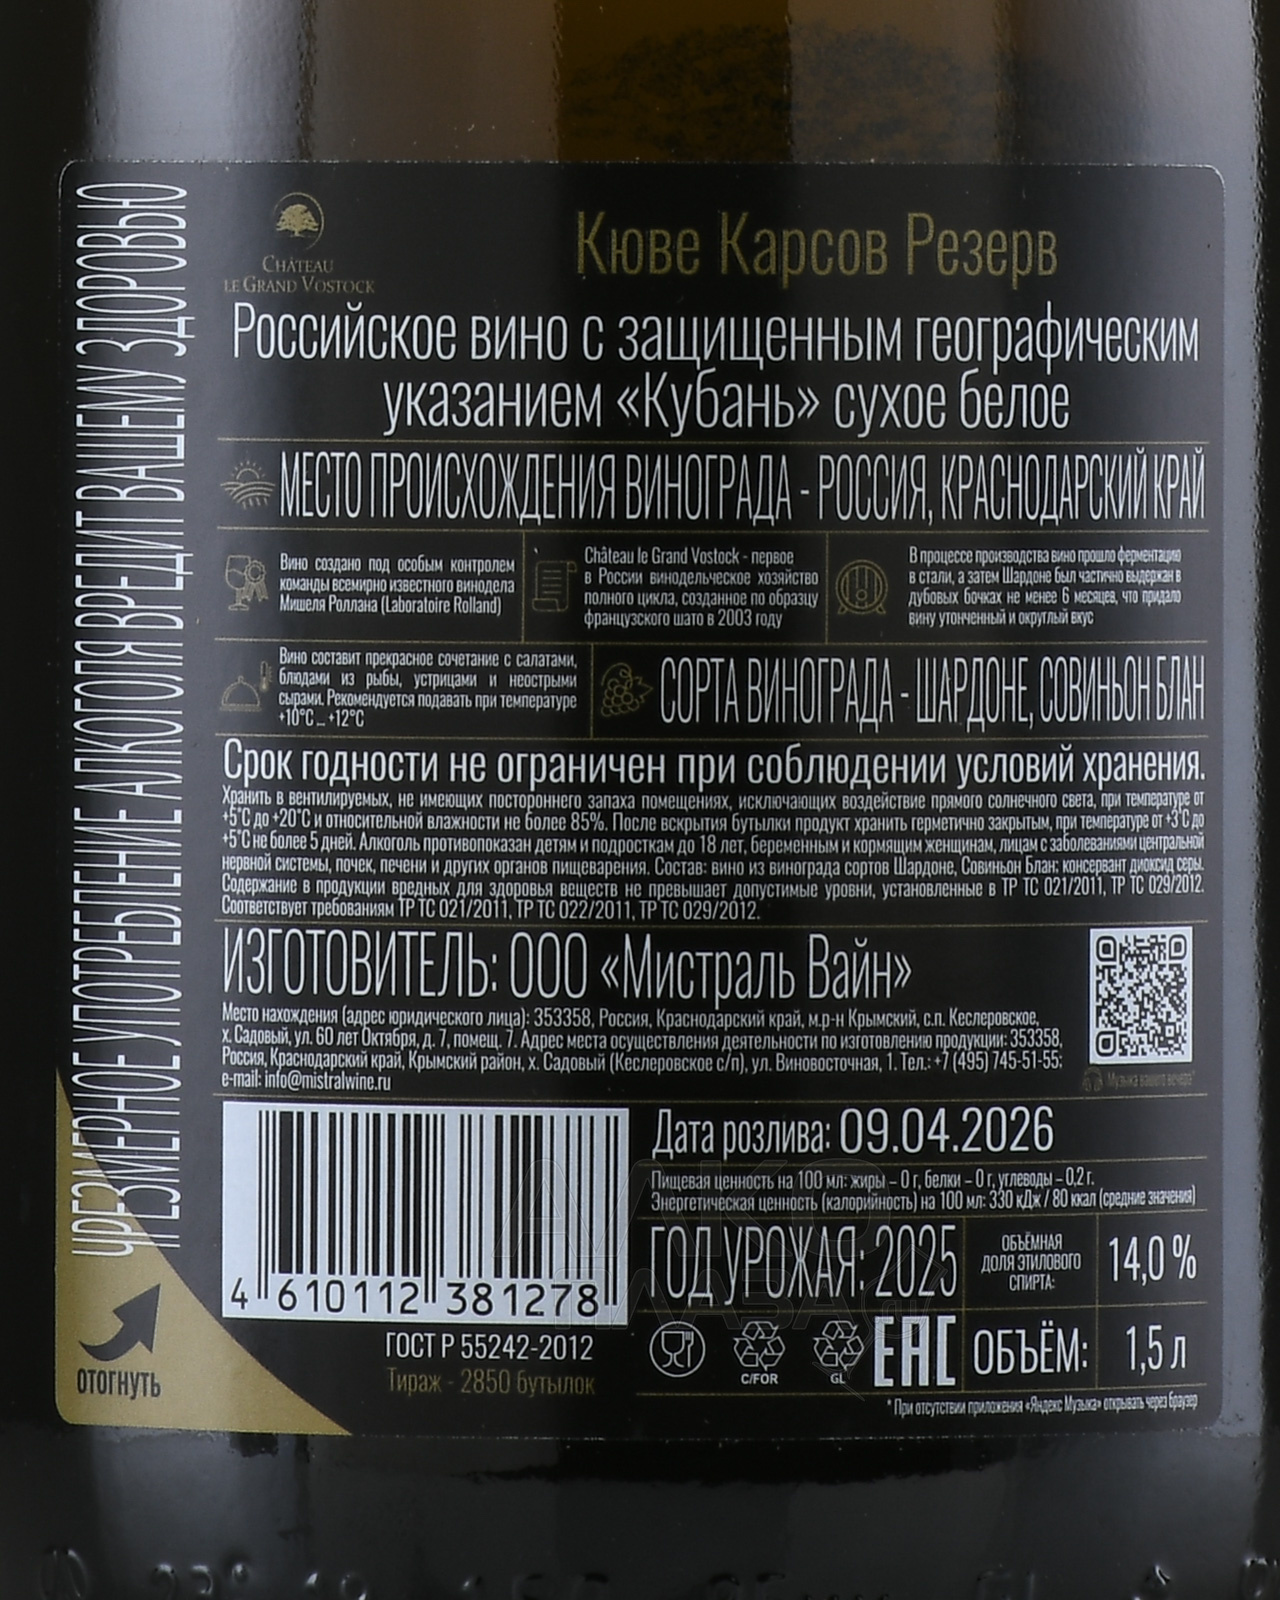 ЧРЕЗМЕРНОЕ УПОТРЕБЛЕНИЕ АЛКОГОЛЯ ВРЕДИТ ВАШЕМУ ЗДОРОВЬЮ
CHÂTEAU
LE GRAND VOSTOCK
Кюве Карсов Резерв
Российское вино с защищенным географическим
указанием «Кубань» сухое белое
МЕСТО ПРОИСХОЖДЕНИЯ ВИНОГРАДА - РОССИЯ, КРАСНОДАРСКИЙ КРАЙ
Вино создано под особым контролем
команды всемирно известного винодела
Мишеля Роллана (Laboratoire Rolland)
Château le Grand Vostock - первое
в России винодельческое хозяйство
полного цикла, созданное по образцу
французского шато в 2003 году
В процессе производства вино прошло ферментацию
в стали, а затем Шардоне был частично выдержан в
дубовых бочках не менее 6 месяцев, что придало
вину утонченный и округлый вкус
Вино составит прекрасное сочетание с салатами,
блюдами из рыбы, устрицами и неострыми
сырами. Рекомендуется подавать при температуре
+10°C ... +12°C
СОРТА ВИНОГРАДА - ШАРДОНЕ, СОВИНЬОН БЛАН
Срок годности не ограничен при соблюдении условий хранения.
Хранить в вентилируемых, не имеющих постороннего запаха помещениях, исключающих воздействие прямого солнечного света, при температуре от
+5°C до +20°C и относительной влажности не более 85%. После вскрытия бутылки продукт хранить герметично закрытым, при температуре от +3°C до
+5°C не более 5 дней. Алкоголь противопоказан детям и подросткам до 18 лет, беременным и кормящим женщинам, лицам с заболеваниями центральной
нервной системы, почек, печени и других органов пищеварения. Состав: вино из винограда сортов Шардоне, Совиньон Блан; консервант диоксид серы.
Содержание в продукции вредных для здоровья веществ не превышает допустимые уровни, установленные в ТР ТС 021/2011, ТР ТС 029/2012.
Соответствует требованиям ТР ТС 021/2011, ТР ТС 022/2011, ТР ТС 029/2012.
ИЗГОТОВИТЕЛЬ: ООО «Мистраль Вайн»
Место нахождения (адрес юридического лица): 353358, Россия, Краснодарский край, м.р-н Крымский, с.п. Кеслеровское,
х. Садовый, ул. 60 лет Октября, д. 7, помещ. 7. Адрес места осуществления деятельности по изготовлению продукции: 353358,
Россия, Краснодарский край, Крымский район, х. Садовый (Кеслеровское с/п), ул. Виновосточная, 1. Тел.: +7 (495) 745-51-55;
e-mail: info@mistralwine.ru
Музыка вашего вечера*
4 610112 381278
ГОСТ Р 55242-2012
Тираж - 2850 бутылок
Дата розлива: 09.04.2026
Пищевая ценность на 100 мл: жиры – 0 г, белки – 0 г, углеводы – 0,2 г.
Энергетическая ценность (калорийность) на 100 мл: 330 кДж / 80 ккал (средние значения)
ГОД УРОЖАЯ: 2025
ОБЪЁМНАЯ
ДОЛЯ ЭТИЛОВОГО
СПИРТА:
14,0 %
C/FOR
GL
EAC
ОБЪЁМ:
1,5 л
* При отсутствии приложения «Яндекс Музыка» открывать через браузер
ОТОГНУТЬ
АЛКО
ПЛАЗА